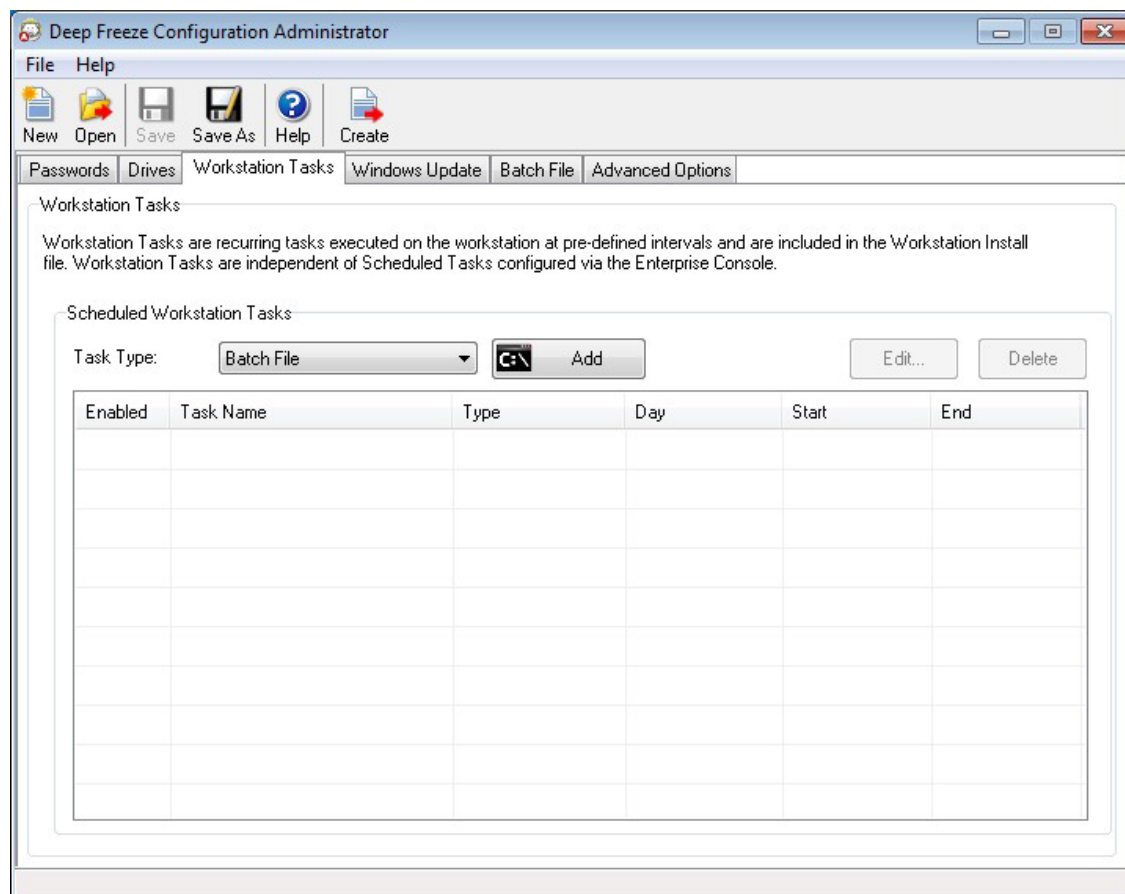 Deep Freeze Configuration Administrator
File Help
New Open Save Save As Help Create
Passwords Drives Workstation Tasks Windows Update Batch File Advanced Options
Workstation Tasks
Workstation Tasks are recurring tasks executed on the workstation at pre-defined intervals and are included in the Workstation Install
file. Workstation Tasks are independent of Scheduled Tasks configured via the Enterprise Console.
Scheduled Workstation Tasks
Task Type: Batch File C:\ Add Edit... Delete
Enabled Task Name Type Day Start End